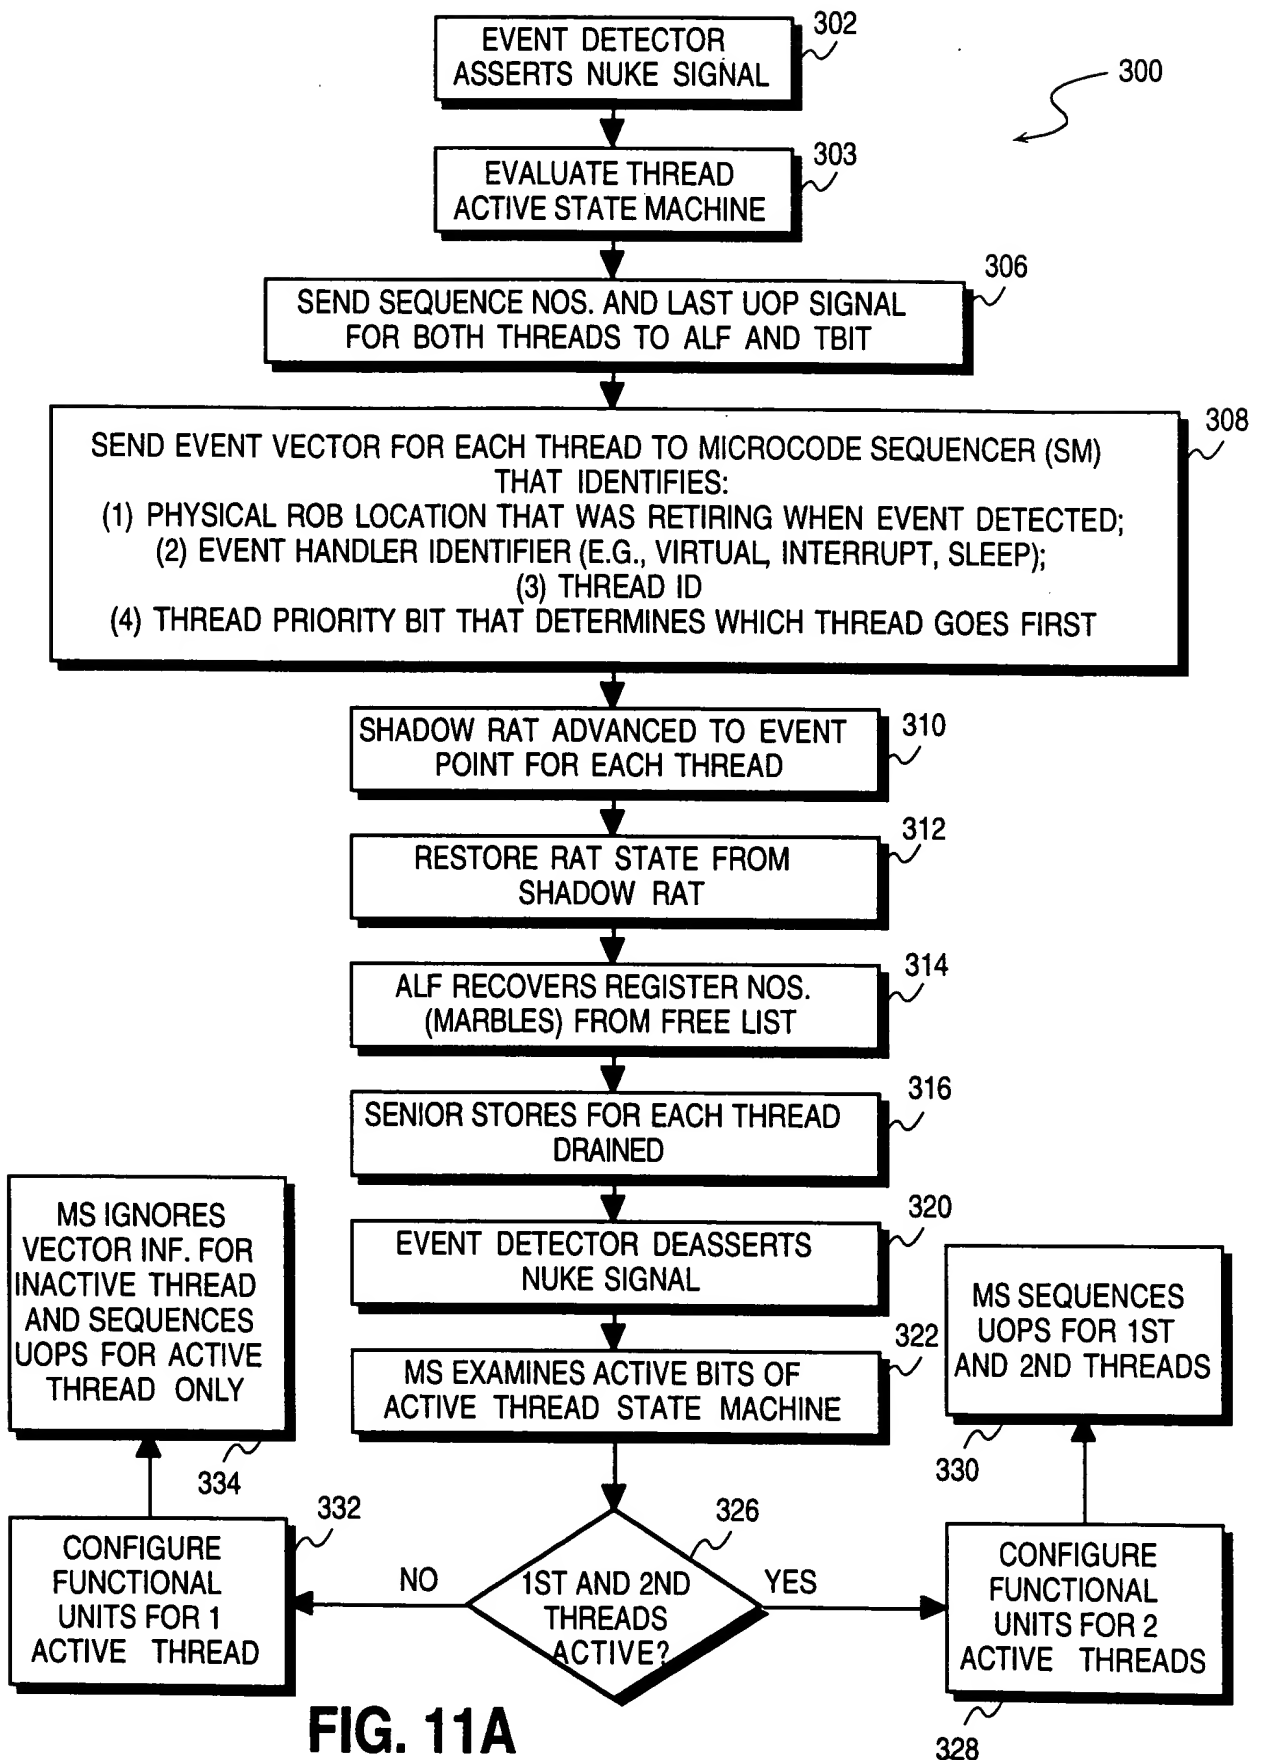 302
EVENT DETECTOR
ASSERTS NUKE SIGNAL
300
303
EVALUATE THREAD
ACTIVE STATE MACHINE
306
SEND SEQUENCE NOS. AND LAST UOP SIGNAL
FOR BOTH THREADS TO ALF AND TBIT
308
SEND EVENT VECTOR FOR EACH THREAD TO MICROCODE SEQUENCER (SM)
THAT IDENTIFIES:
(1) PHYSICAL ROB LOCATION THAT WAS RETIRING WHEN EVENT DETECTED;
(2) EVENT HANDLER IDENTIFIER (E.G., VIRTUAL, INTERRUPT, SLEEP);
(3) THREAD ID
(4) THREAD PRIORITY BIT THAT DETERMINES WHICH THREAD GOES FIRST
310
SHADOW RAT ADVANCED TO EVENT
POINT FOR EACH THREAD
312
RESTORE RAT STATE FROM
SHADOW RAT
314
ALF RECOVERS REGISTER NOS.
(MARBLES) FROM FREE LIST
316
SENIOR STORES FOR EACH THREAD
DRAINED
320
EVENT DETECTOR DEASSERTS
NUKE SIGNAL
322
MS EXAMINES ACTIVE BITS OF
ACTIVE THREAD STATE MACHINE
326
1ST AND 2ND
THREADS
ACTIVE?
NO
YES
332
CONFIGURE
FUNCTIONAL
UNITS FOR 1
ACTIVE THREAD
334
MS IGNORES
VECTOR INF. FOR
INACTIVE THREAD
AND SEQUENCES
UOPS FOR ACTIVE
THREAD ONLY
CONFIGURE
FUNCTIONAL
UNITS FOR 2
ACTIVE THREADS
328
MS SEQUENCES
UOPS FOR 1ST
AND 2ND THREADS
330
FIG. 11A